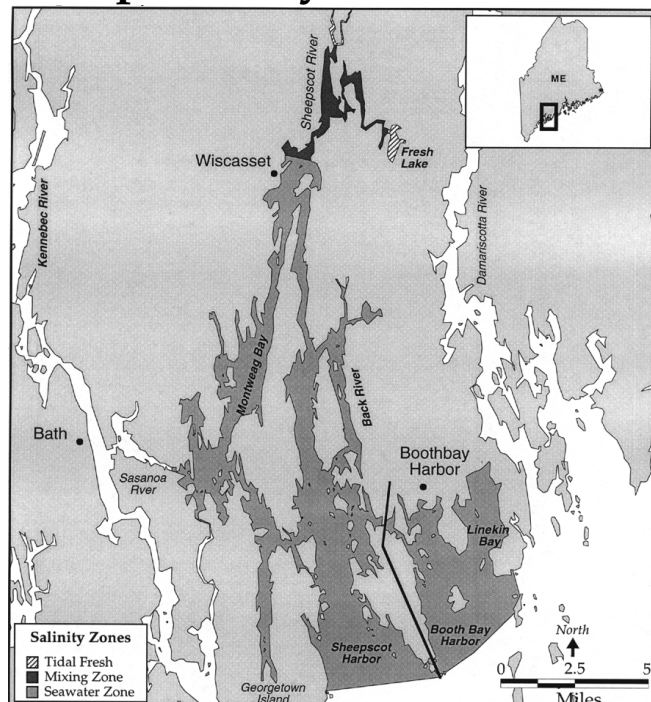 ME
Sheepscot River
Wiscasset
Fresh
Lake
Kennebec River
Damariscotta River
Montweag Bay
Back River
Bath
Sasanoa
River
Boothbay
Harbor
Linekin
Bay
Sheepscot
Harbor
Booth Bay
Harbor
Georgetown
Island
Salinity Zones
Tidal Fresh
Mixing Zone
Seawater Zone
North
0 2.5 5
Miles